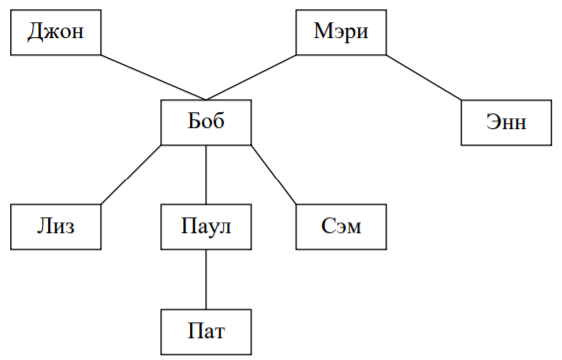 Джон
Мэри
Боб
Энн
Лиз
Паул
Сэм
Пат